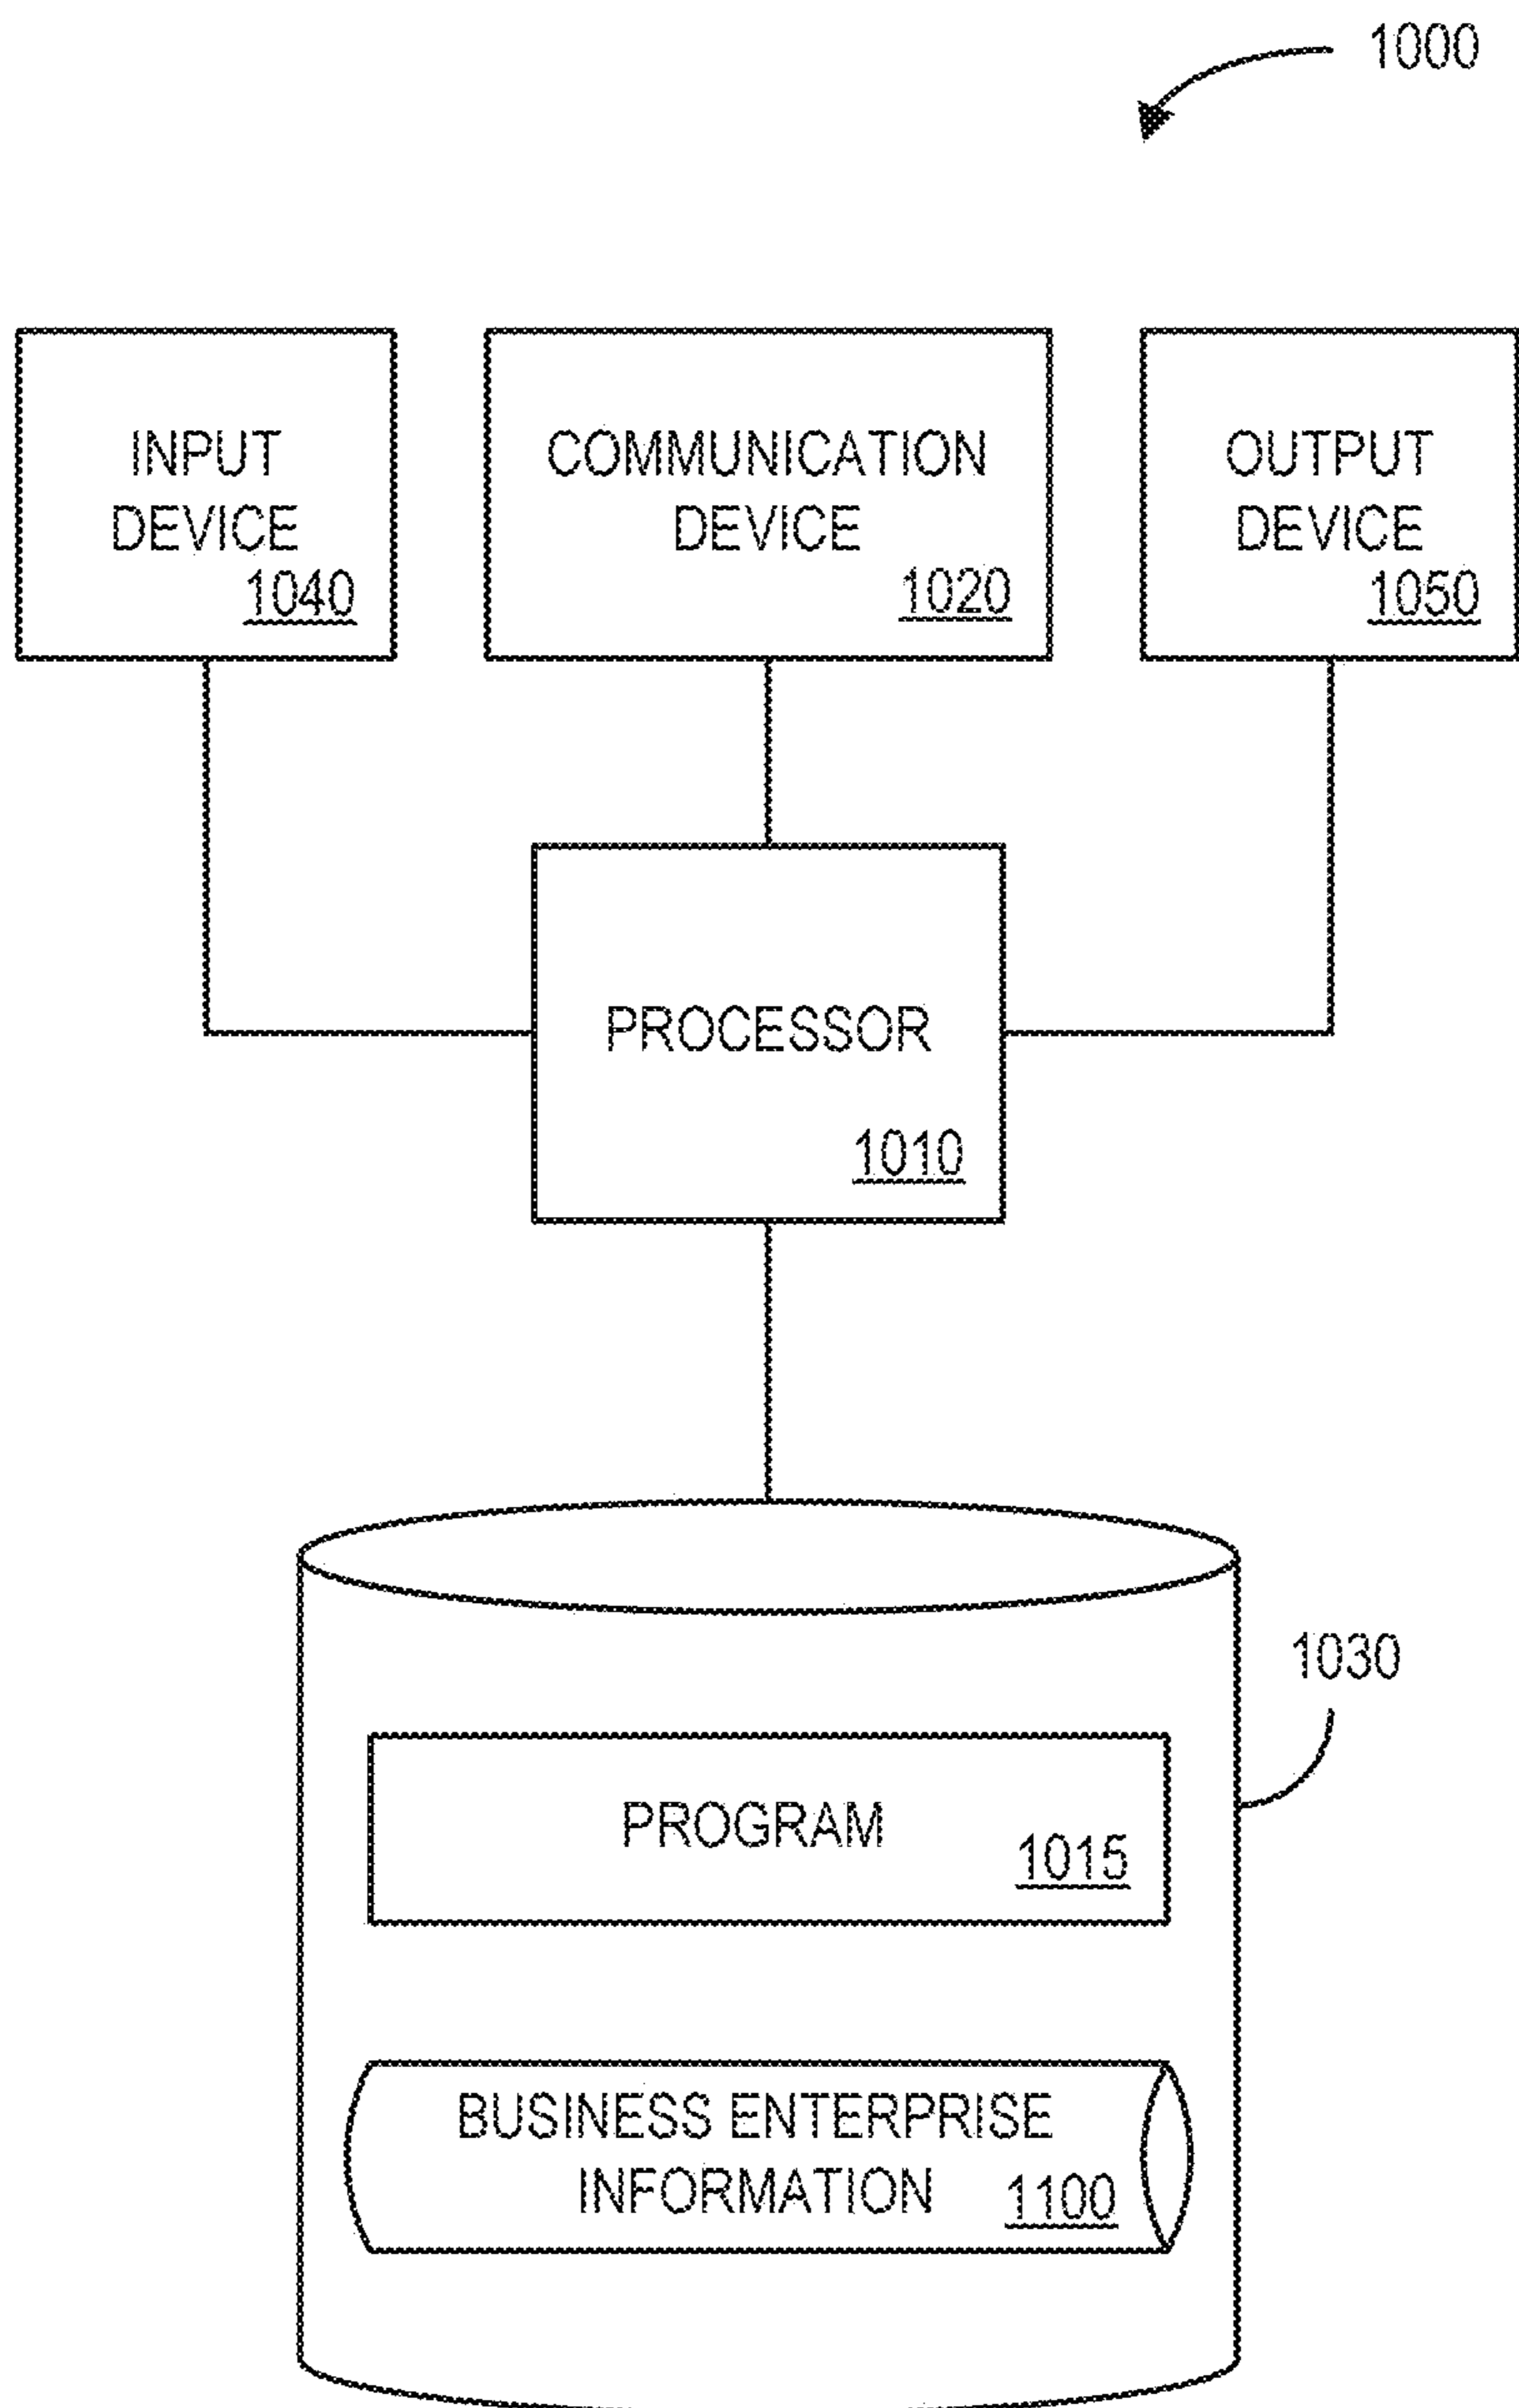 1000
INPUT
DEVICE
1040
COMMUNICATION
DEVICE
1020
OUTPUT
DEVICE
1050
PROCESSOR
1010
1030
PROGRAM
1015
BUSINESS ENTERPRISE
INFORMATION
1100